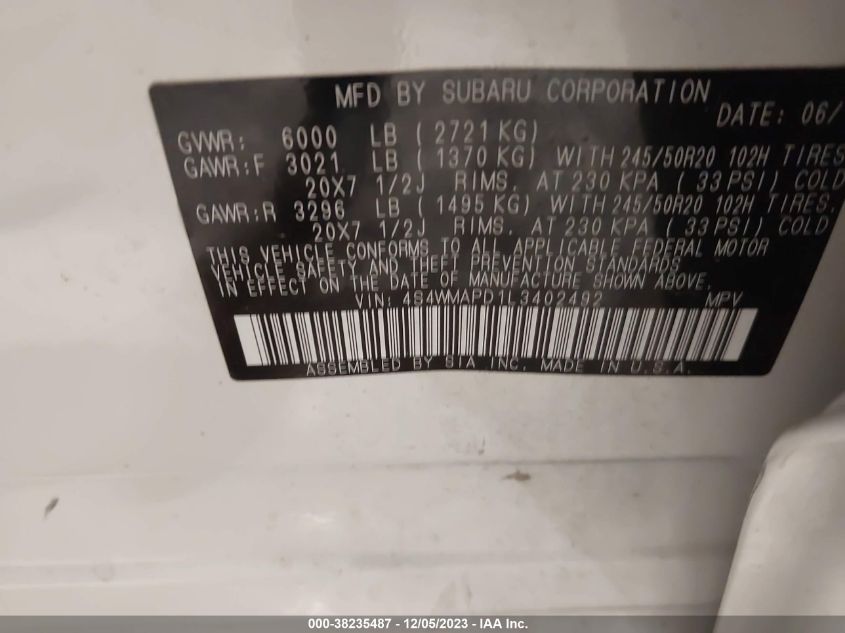 MFD BY SUBARU CORPORATION
DATE: 06/
GVWR: 6000 LB ( 2721 KG)
GAWR:F 3021 LB ( 1370 KG) WITH 245/50R20 102H TIRES
20X7 1/2J RIMS, AT 230 KPA ( 33 PSI) COLD
GAWR:R 3296 LB ( 1495 KG) WITH 245/50R20 102H TIRES,
20X7 1/2J RIMS, AT 230 KPA ( 33 PSI) COLD
THIS VEHICLE CONFORMS TO ALL APPLICABLE FEDERAL MOTOR
VEHICLE SAFETY AND THEFT PREVENTION STANDARDS
IN EFFECT ON THE DATE OF MANUFACTURE SHOWN ABOVE.
VIN: 4S4WMAPD1L3402492 MPV
ASSEMBLED BY SIA INC. MADE IN U.S.A.
000-38235487 - 12/05/2023 - IAA Inc.